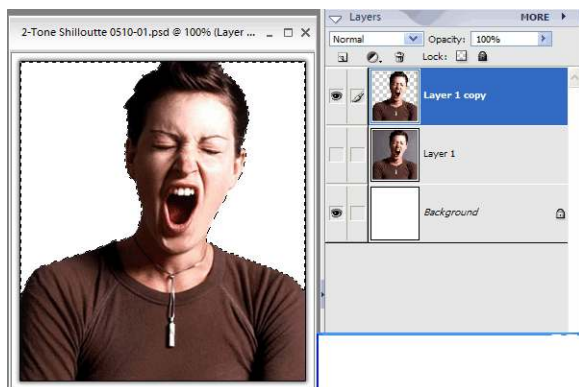 2-Tone Shilloutte 0510-01.psd @ 100% (Layer ...
Layers MORE
Normal Opacity: 100%
Lock:
Layer 1 copy
Layer 1
Background